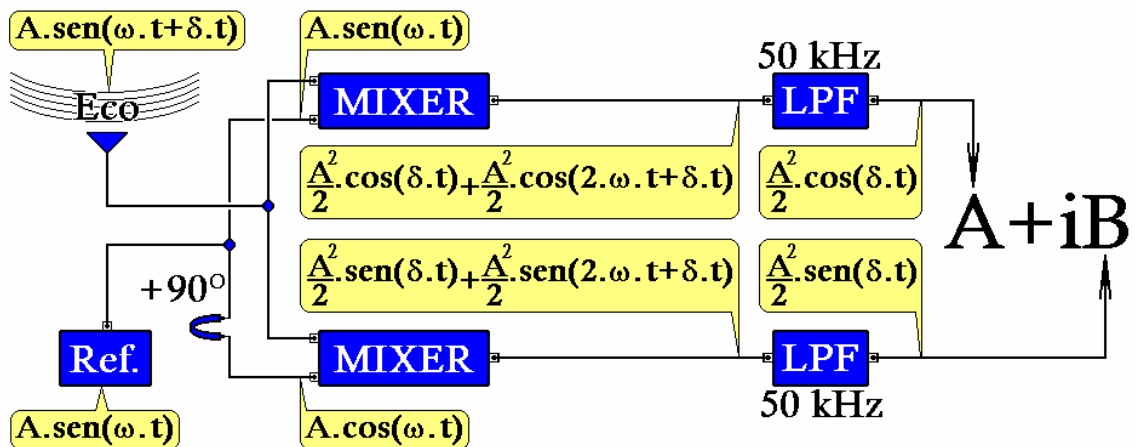 A.sen(ω. t+δ.t)
A.sen(ω.t)
50 kHz
Eco
MIXER
LPF
A²/2.cos(δ.t)+A²/2.cos(2.ω.t+δ.t)
A²/2.cos(δ.t)
A+iB
A²/2.sen(δ.t)+A²/2.sen(2.ω.t+δ.t)
A²/2.sen(δ.t)
+90º
Ref.
MIXER
LPF
50 kHz
A.sen(ω.t)
A.cos(ω.t)